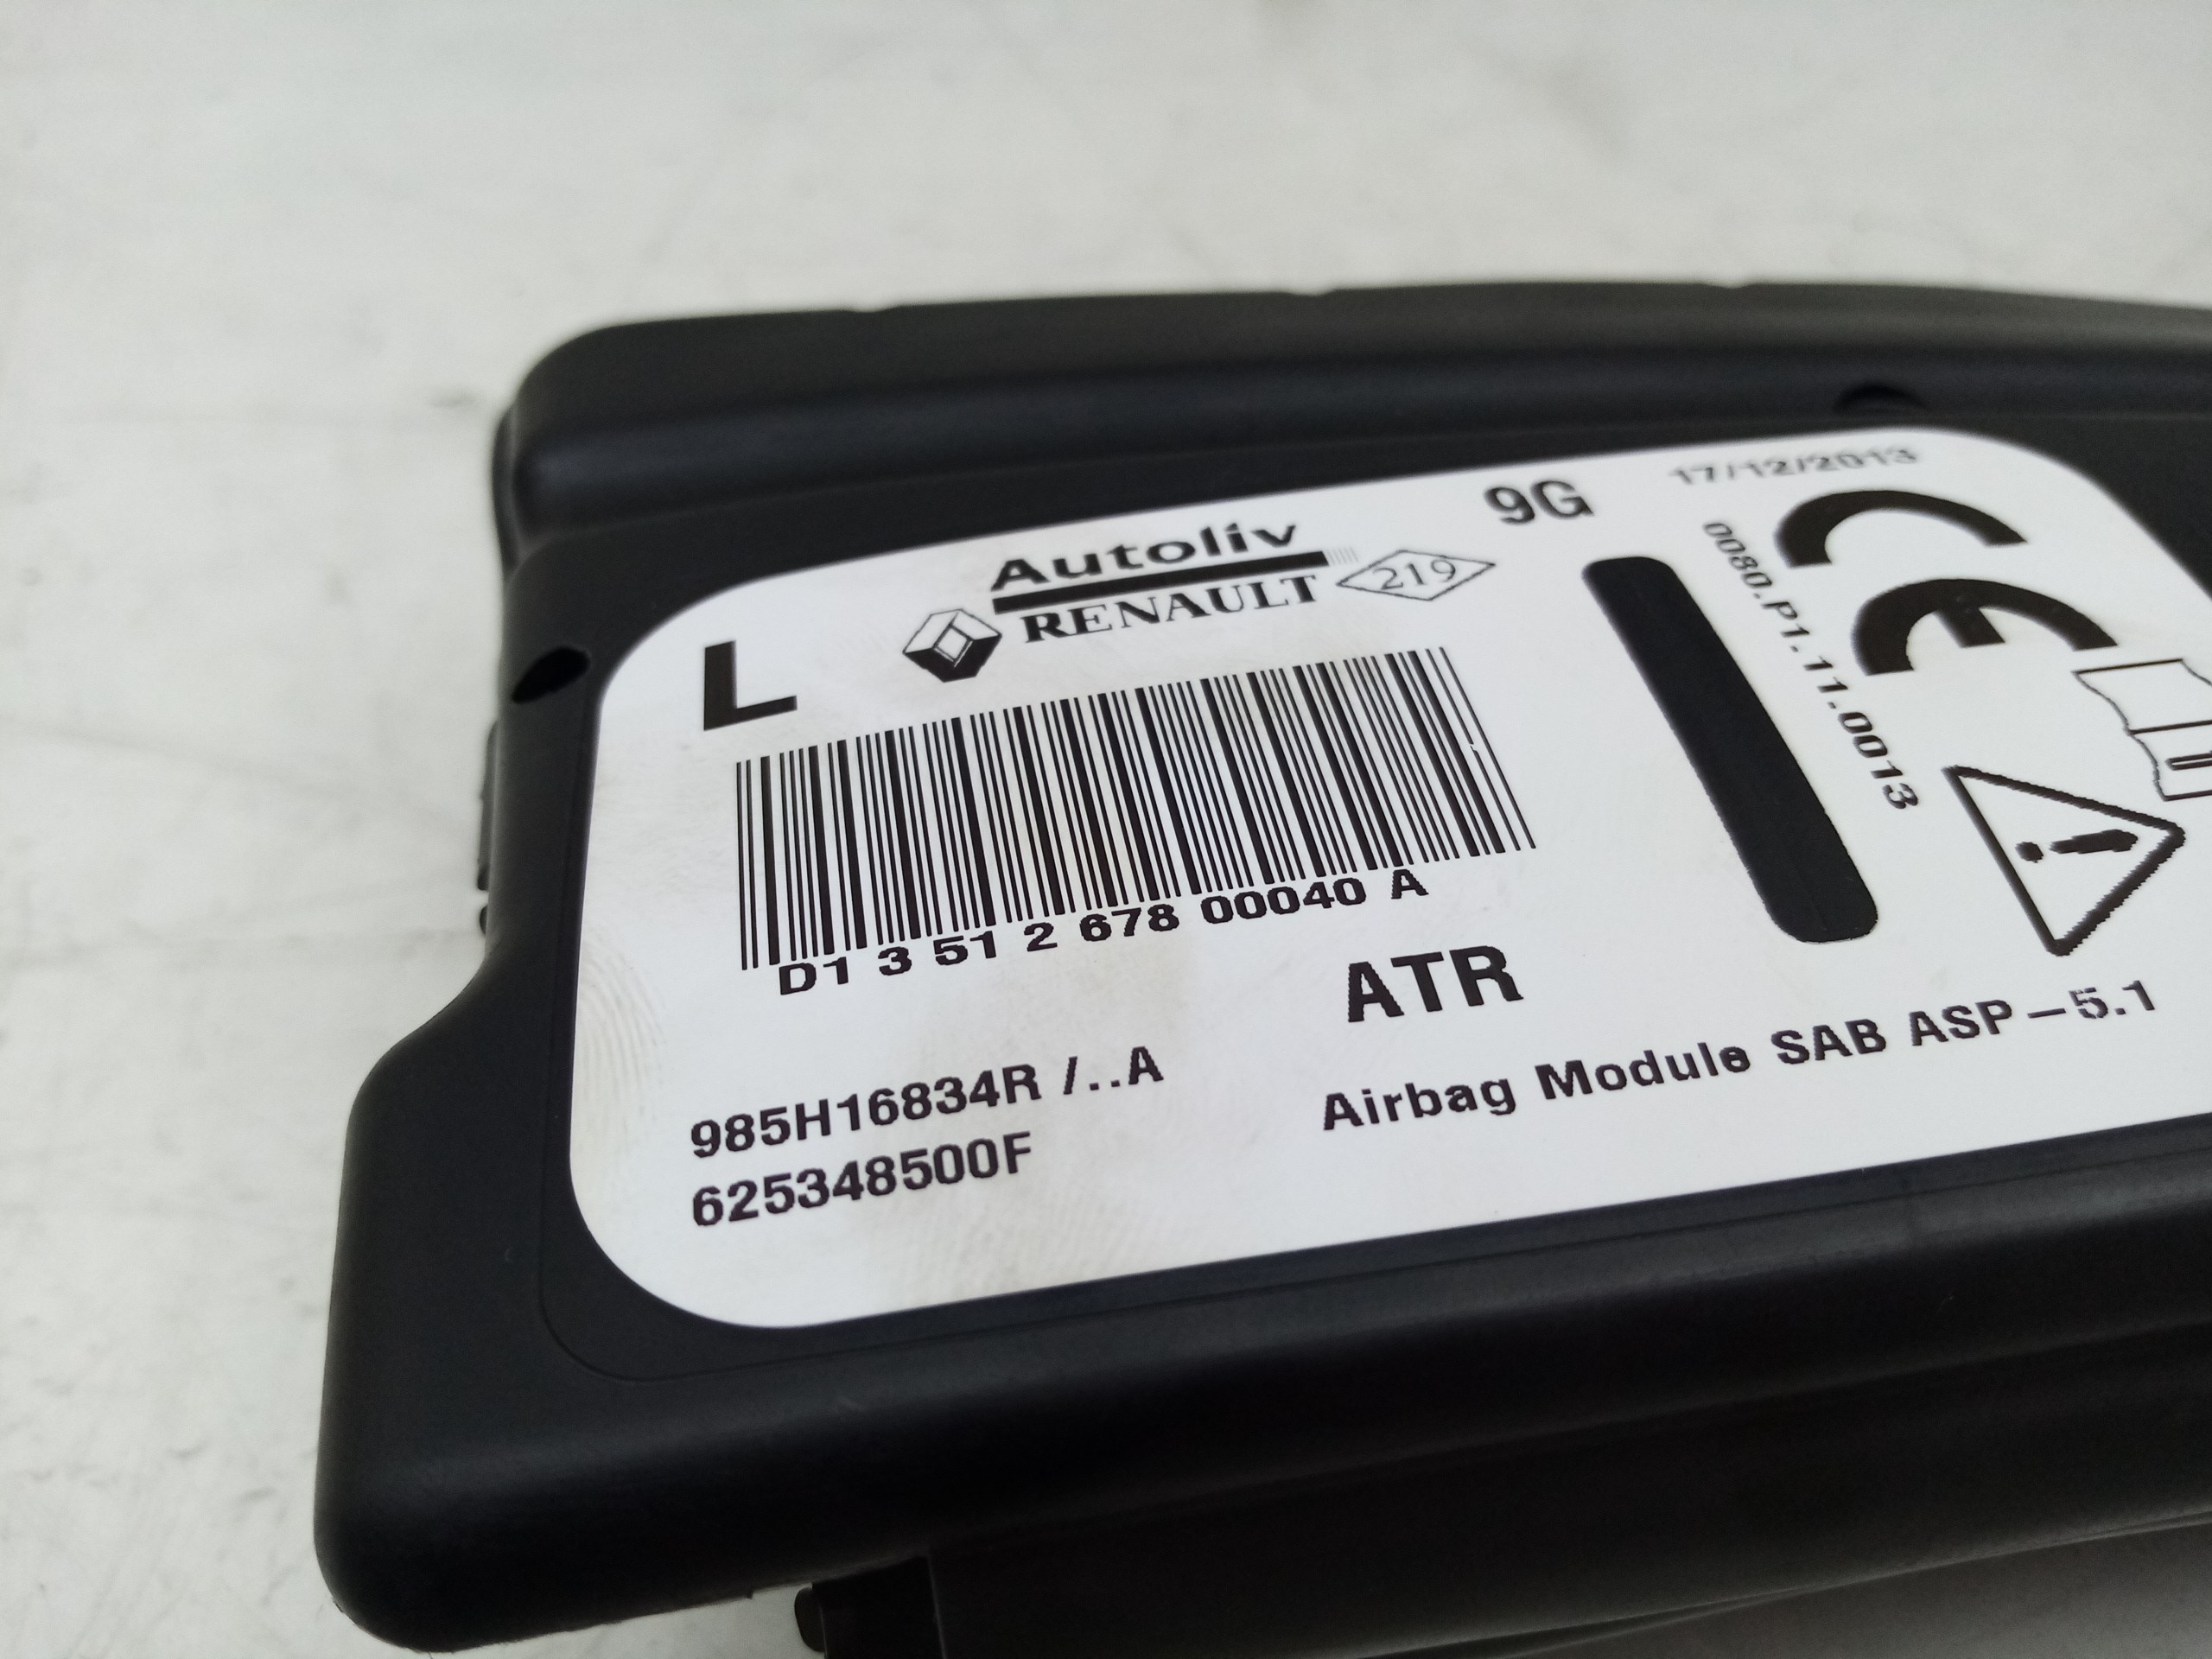 9G 17/12/2013
Autoliv
RENAULT 219
L
0080.P1.11.0013
D1 3 51 2 678 00040 A
ATR
985H16834R /..A
Airbag Module SAB ASP-5.1
625348500F